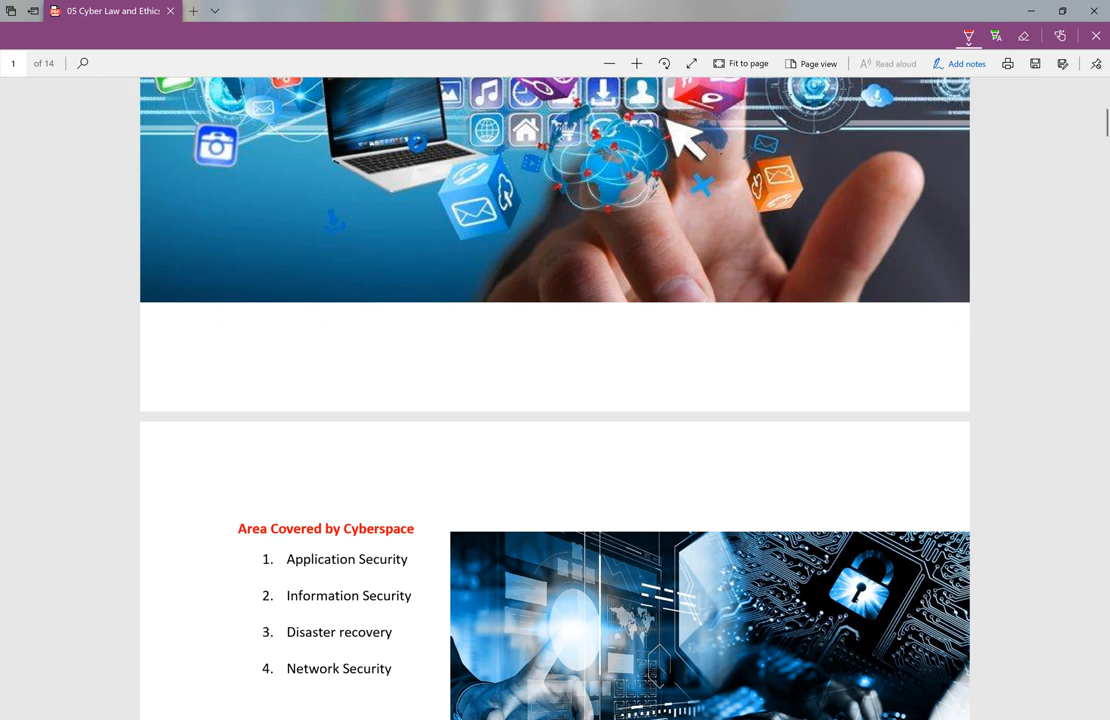 05 Cyber Law and Ethics
1 of 14
Fit to page
Page view
Read aloud
Add notes
Area Covered by Cyberspace
1. Application Security
2. Information Security
3. Disaster recovery
4. Network Security